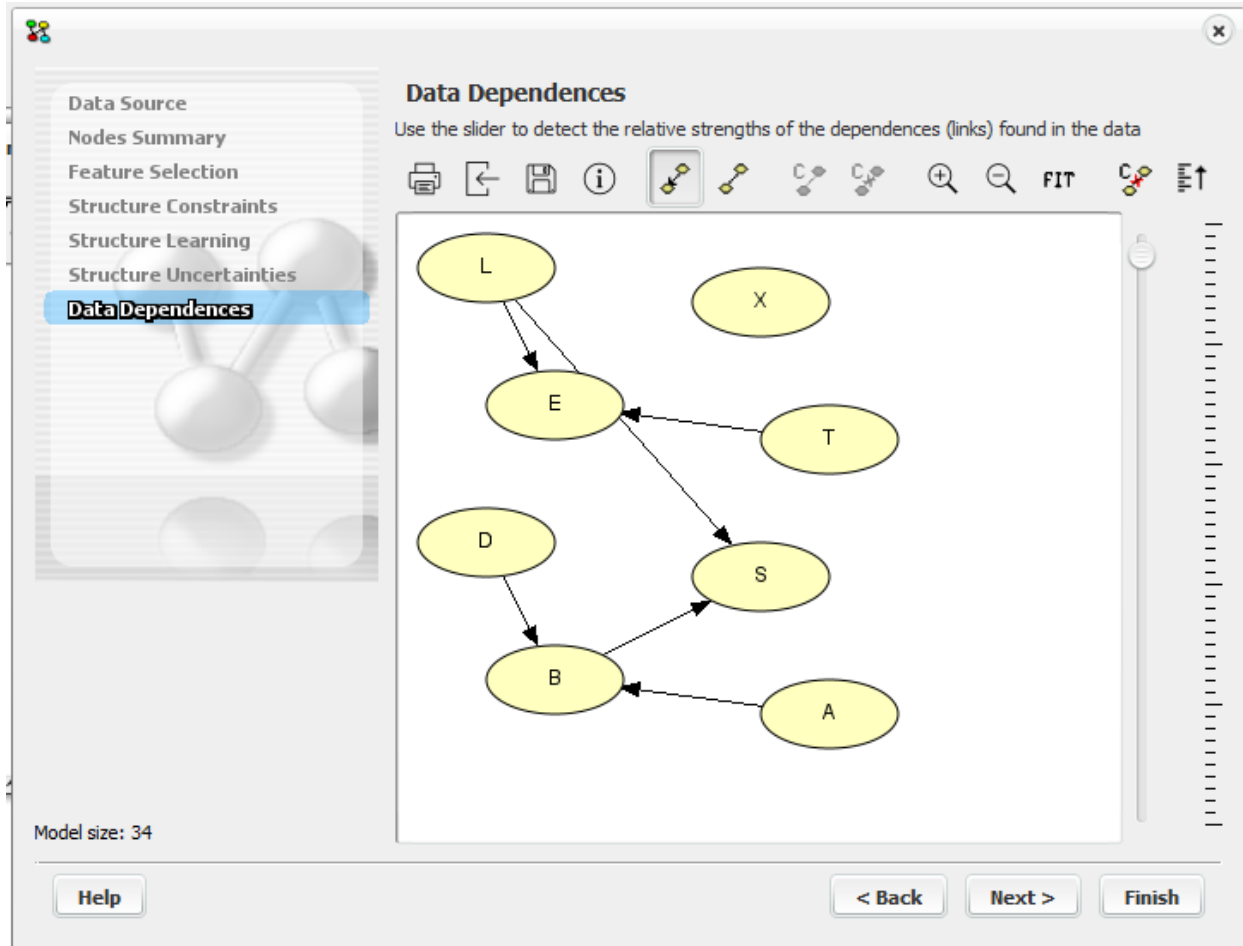 Data Source
Nodes Summary
Feature Selection
Structure Constraints
Structure Learning
Structure Uncertainties
Data Dependences
Data Dependences
Use the slider to detect the relative strengths of the dependences (links) found in the data
FIT
L
X
E
T
D
S
B
A
Model size: 34
Help
< Back
Next >
Finish